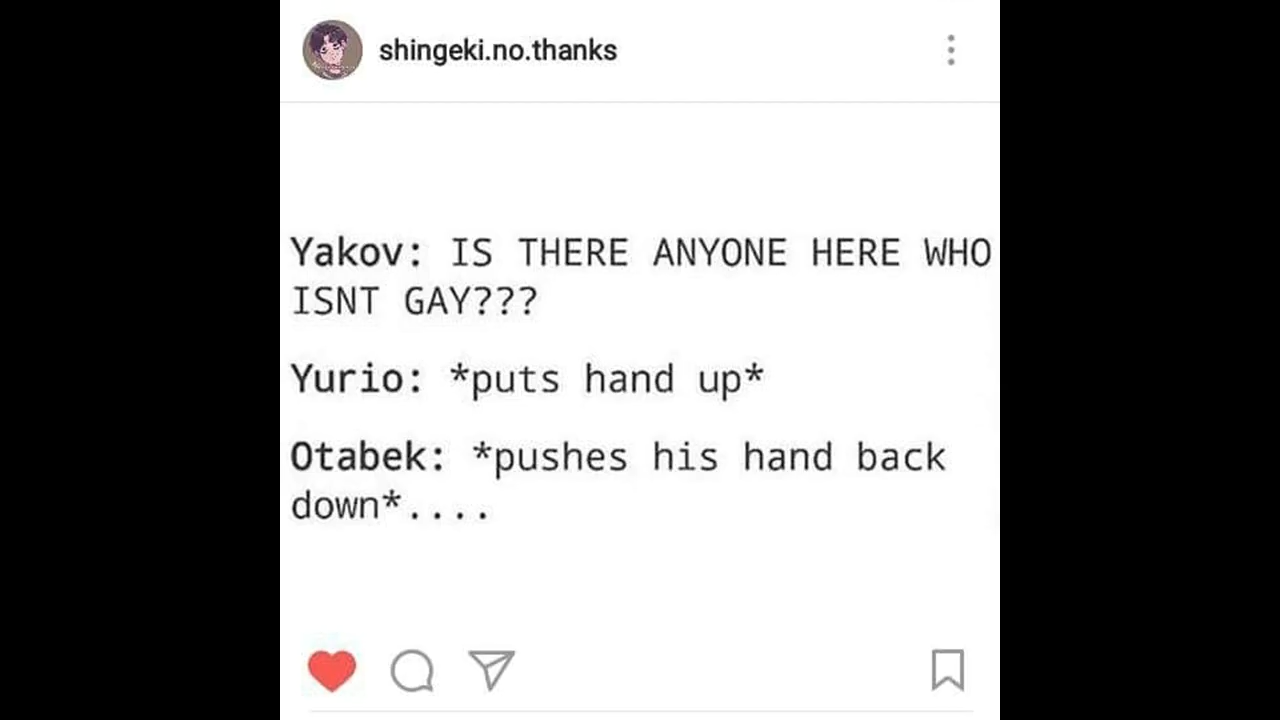 shingeki.no.thanks
Yakov: IS THERE ANYONE HERE WHO
ISNT GAY???
Yurio: *puts hand up*
Otabek: *pushes his hand back
down*....